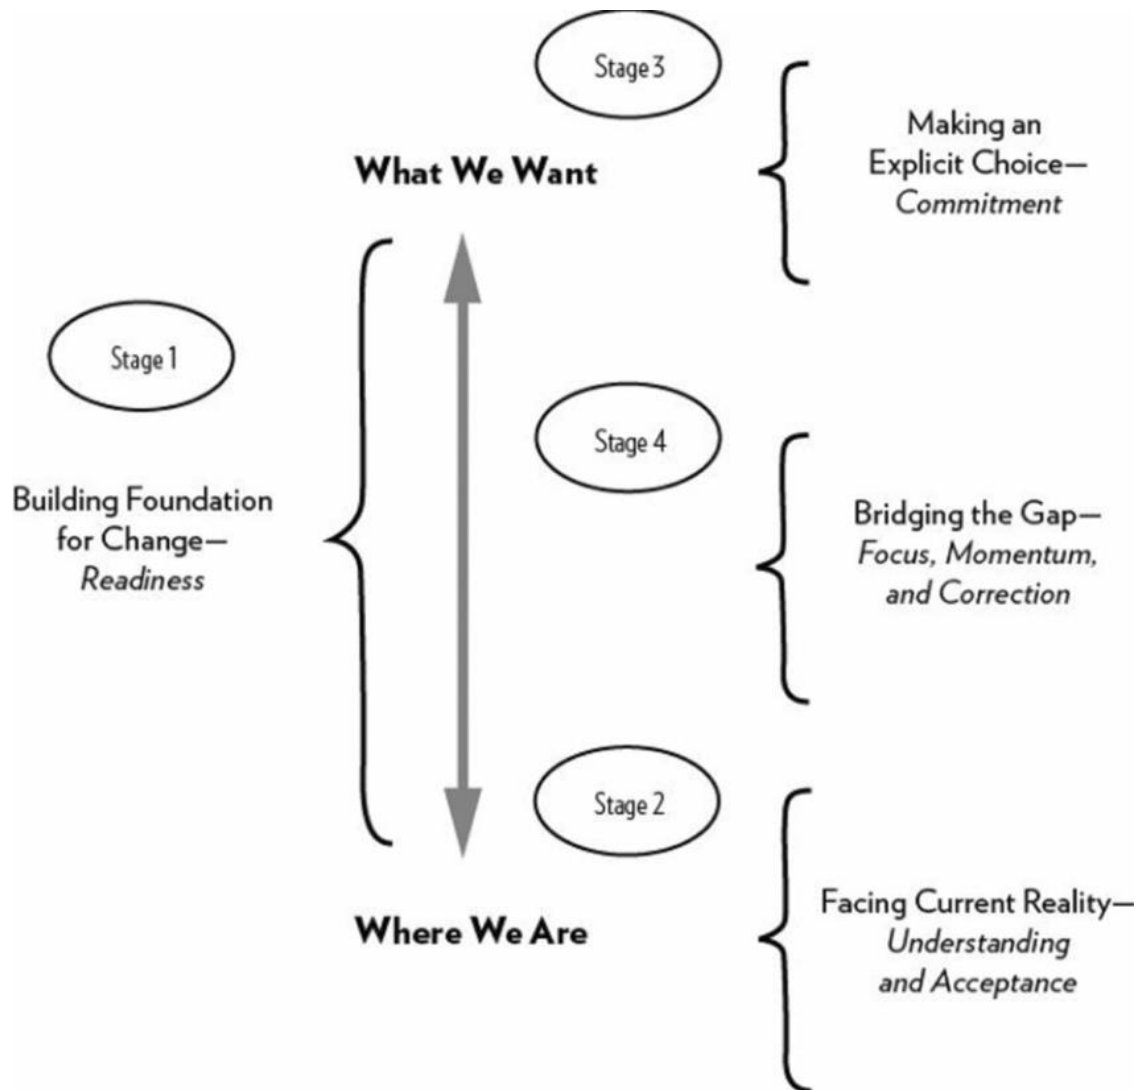 Stage 3
Making an
Explicit Choice—
Commitment
What We Want
Stage 1
Building Foundation
for Change—
Readiness
Stage 4
Bridging the Gap—
Focus, Momentum,
and Correction
Stage 2
Facing Current Reality—
Understanding
and Acceptance
Where We Are